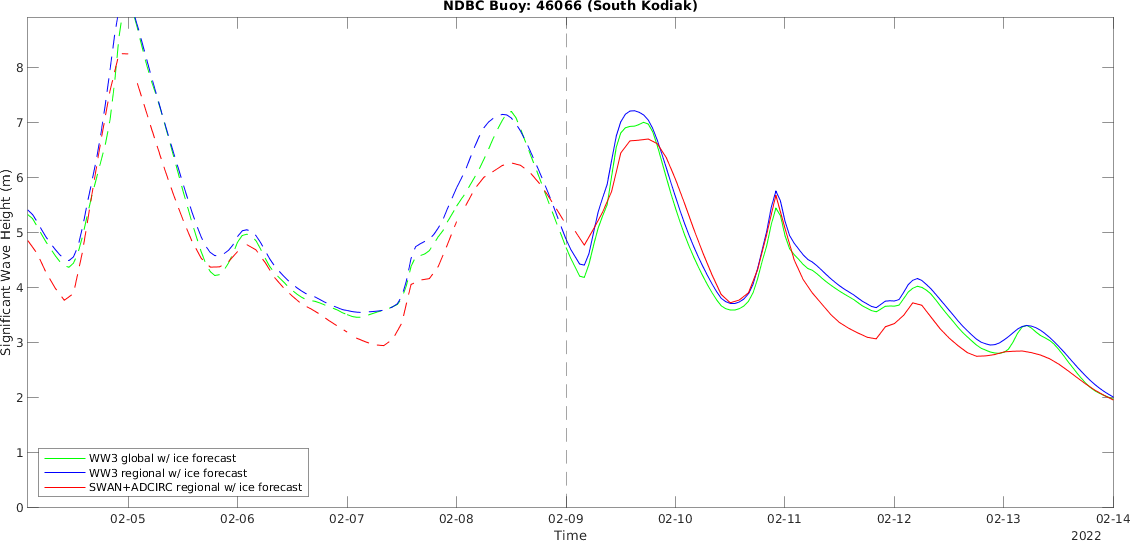 NDBC Buoy: 46066 (South Kodiak)
Significant Wave Height (m)
8
7
6
5
4
3
2
1
0
WW3 global w/ ice forecast
WW3 regional w/ ice forecast
SWAN+ADCIRC regional w/ ice forecast
02-05 02-06 02-07 02-08 02-09 02-10 02-11 02-12 02-13 02-14
Time
2022